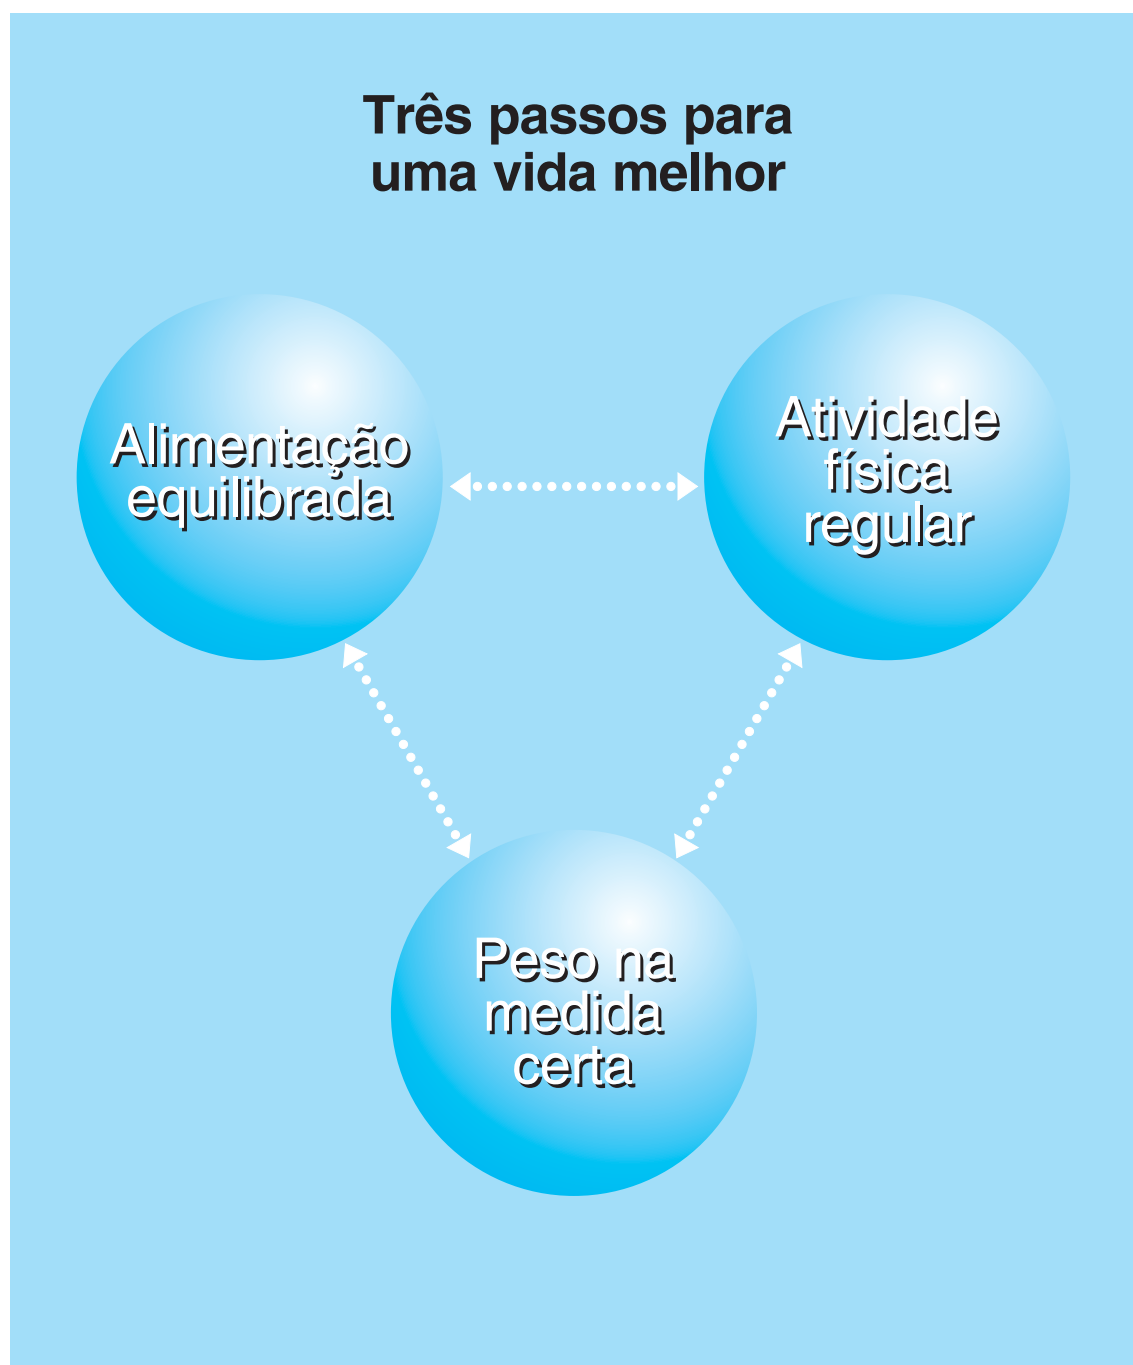 Três passos para
uma vida melhor
Alimentação
equilibrada
Atividade
física
regular
Peso na
medida
certa